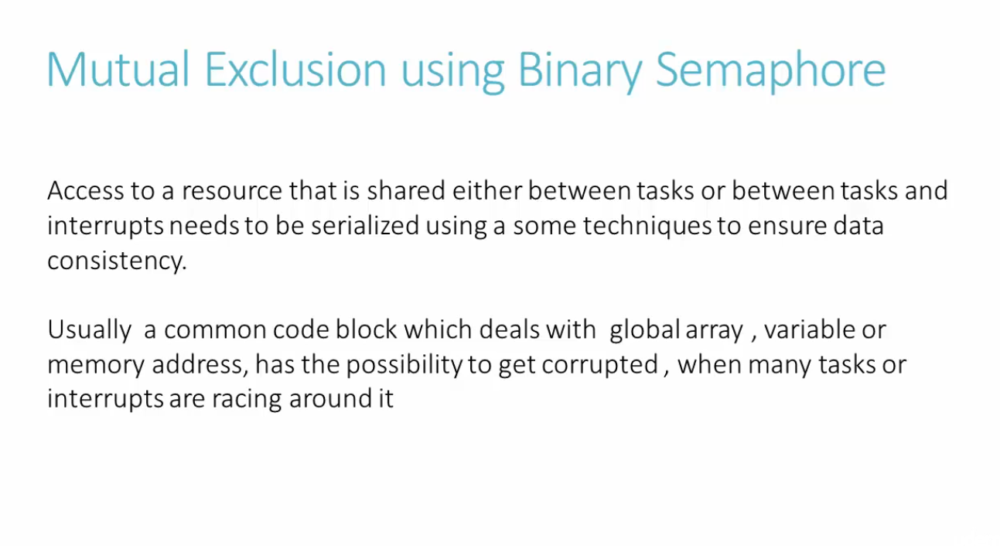 Mutual Exclusion using Binary Semaphore
Access to a resource that is shared either between tasks or between tasks and
interrupts needs to be serialized using a some techniques to ensure data
consistency.
Usually a common code block which deals with global array , variable or
memory address, has the possibility to get corrupted , when many tasks or
interrupts are racing around it